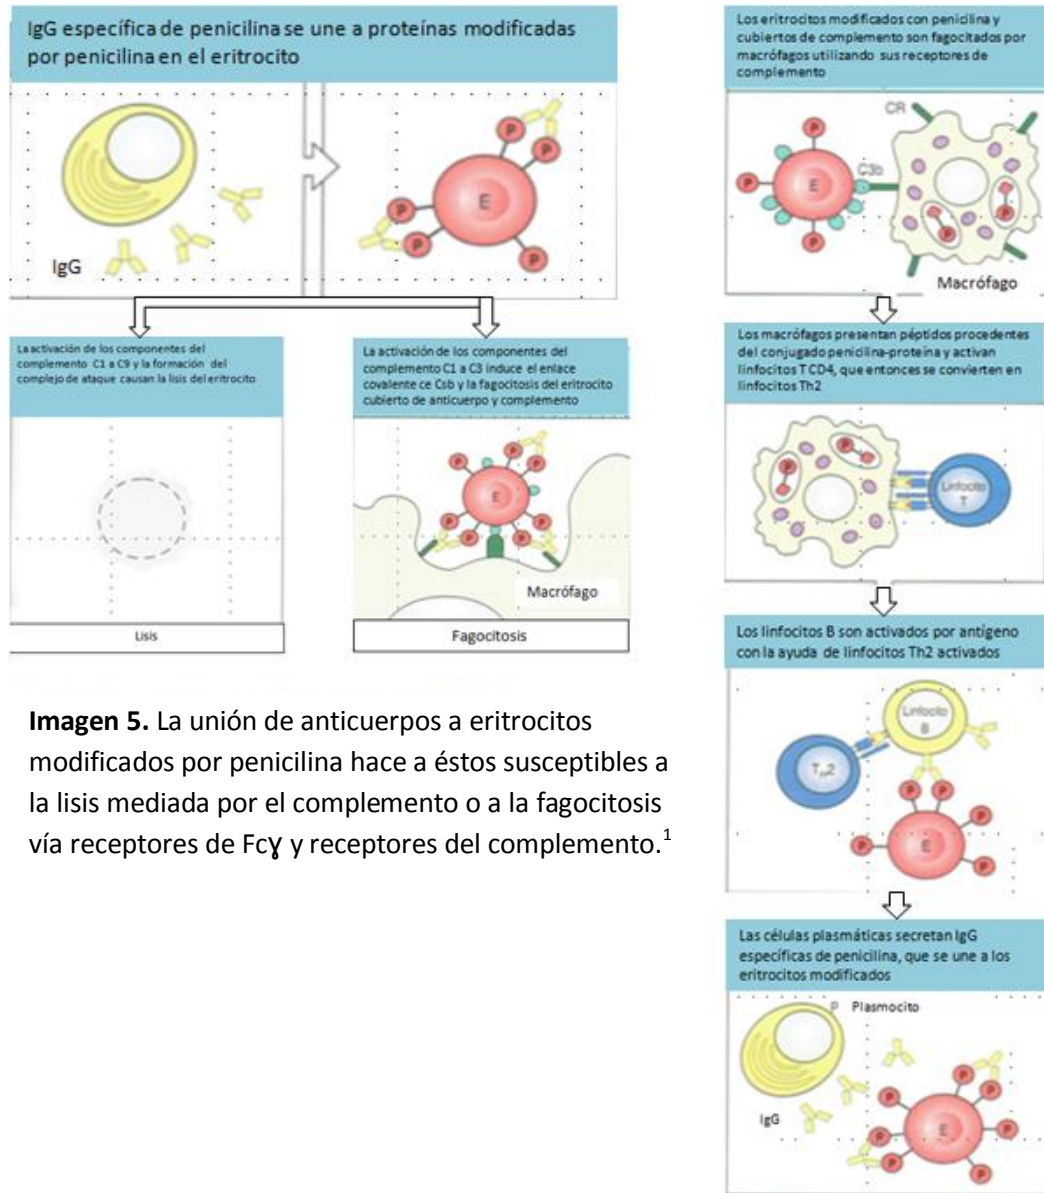 IgG específica de penicilina se une a proteínas modificadas
por penicilina en el eritrocito
P
P
E
P
P
P
P
IgG
La activación de los componentes del
complemento C1 a C9 y la formación del
complejo de ataque causan la lisis del eritrocito
Lisis
La activación de los componentes del
complemento C1 a C3 induce el enlace
covalente ce Csb y la fagocitosis del eritrocito
cubierto de anticuerpo y complemento
P
P
P
P
E
P
P
P
P
P
P
Macrófago
Fagocitosis
Imagen 5. La unión de anticuerpos a eritrocitos
modificados por penicilina hace a éstos susceptibles a
la lisis mediada por el complemento o a la fagocitosis
vía receptores de Fcɣ y receptores del complemento.1
Los eritrocitos modificados con penicilina y
cubiertos de complemento son fagocitados por
macrófagos utilizando sus receptores de
complemento
CR
P
C3b
P
E
P
P
P
Macrófago
Los macrófagos presentan péptidos procedentes
del conjugado penicilina-proteína y activan
linfocitos T CD4, que entonces se convierten en
linfocitos Th2
P
P
Linfocito
T
Los linfocitos B son activados por antígeno
con la ayuda de linfocitos Th2 activados
Linfocito
B
TH2
P
P
P
P
E
P
Las células plasmáticas secretan IgG
específicas de penicilina, que se une a los
eritrocitos modificados
P Plasmocito
P
P
P
IgG
E
P
P
P
P
P